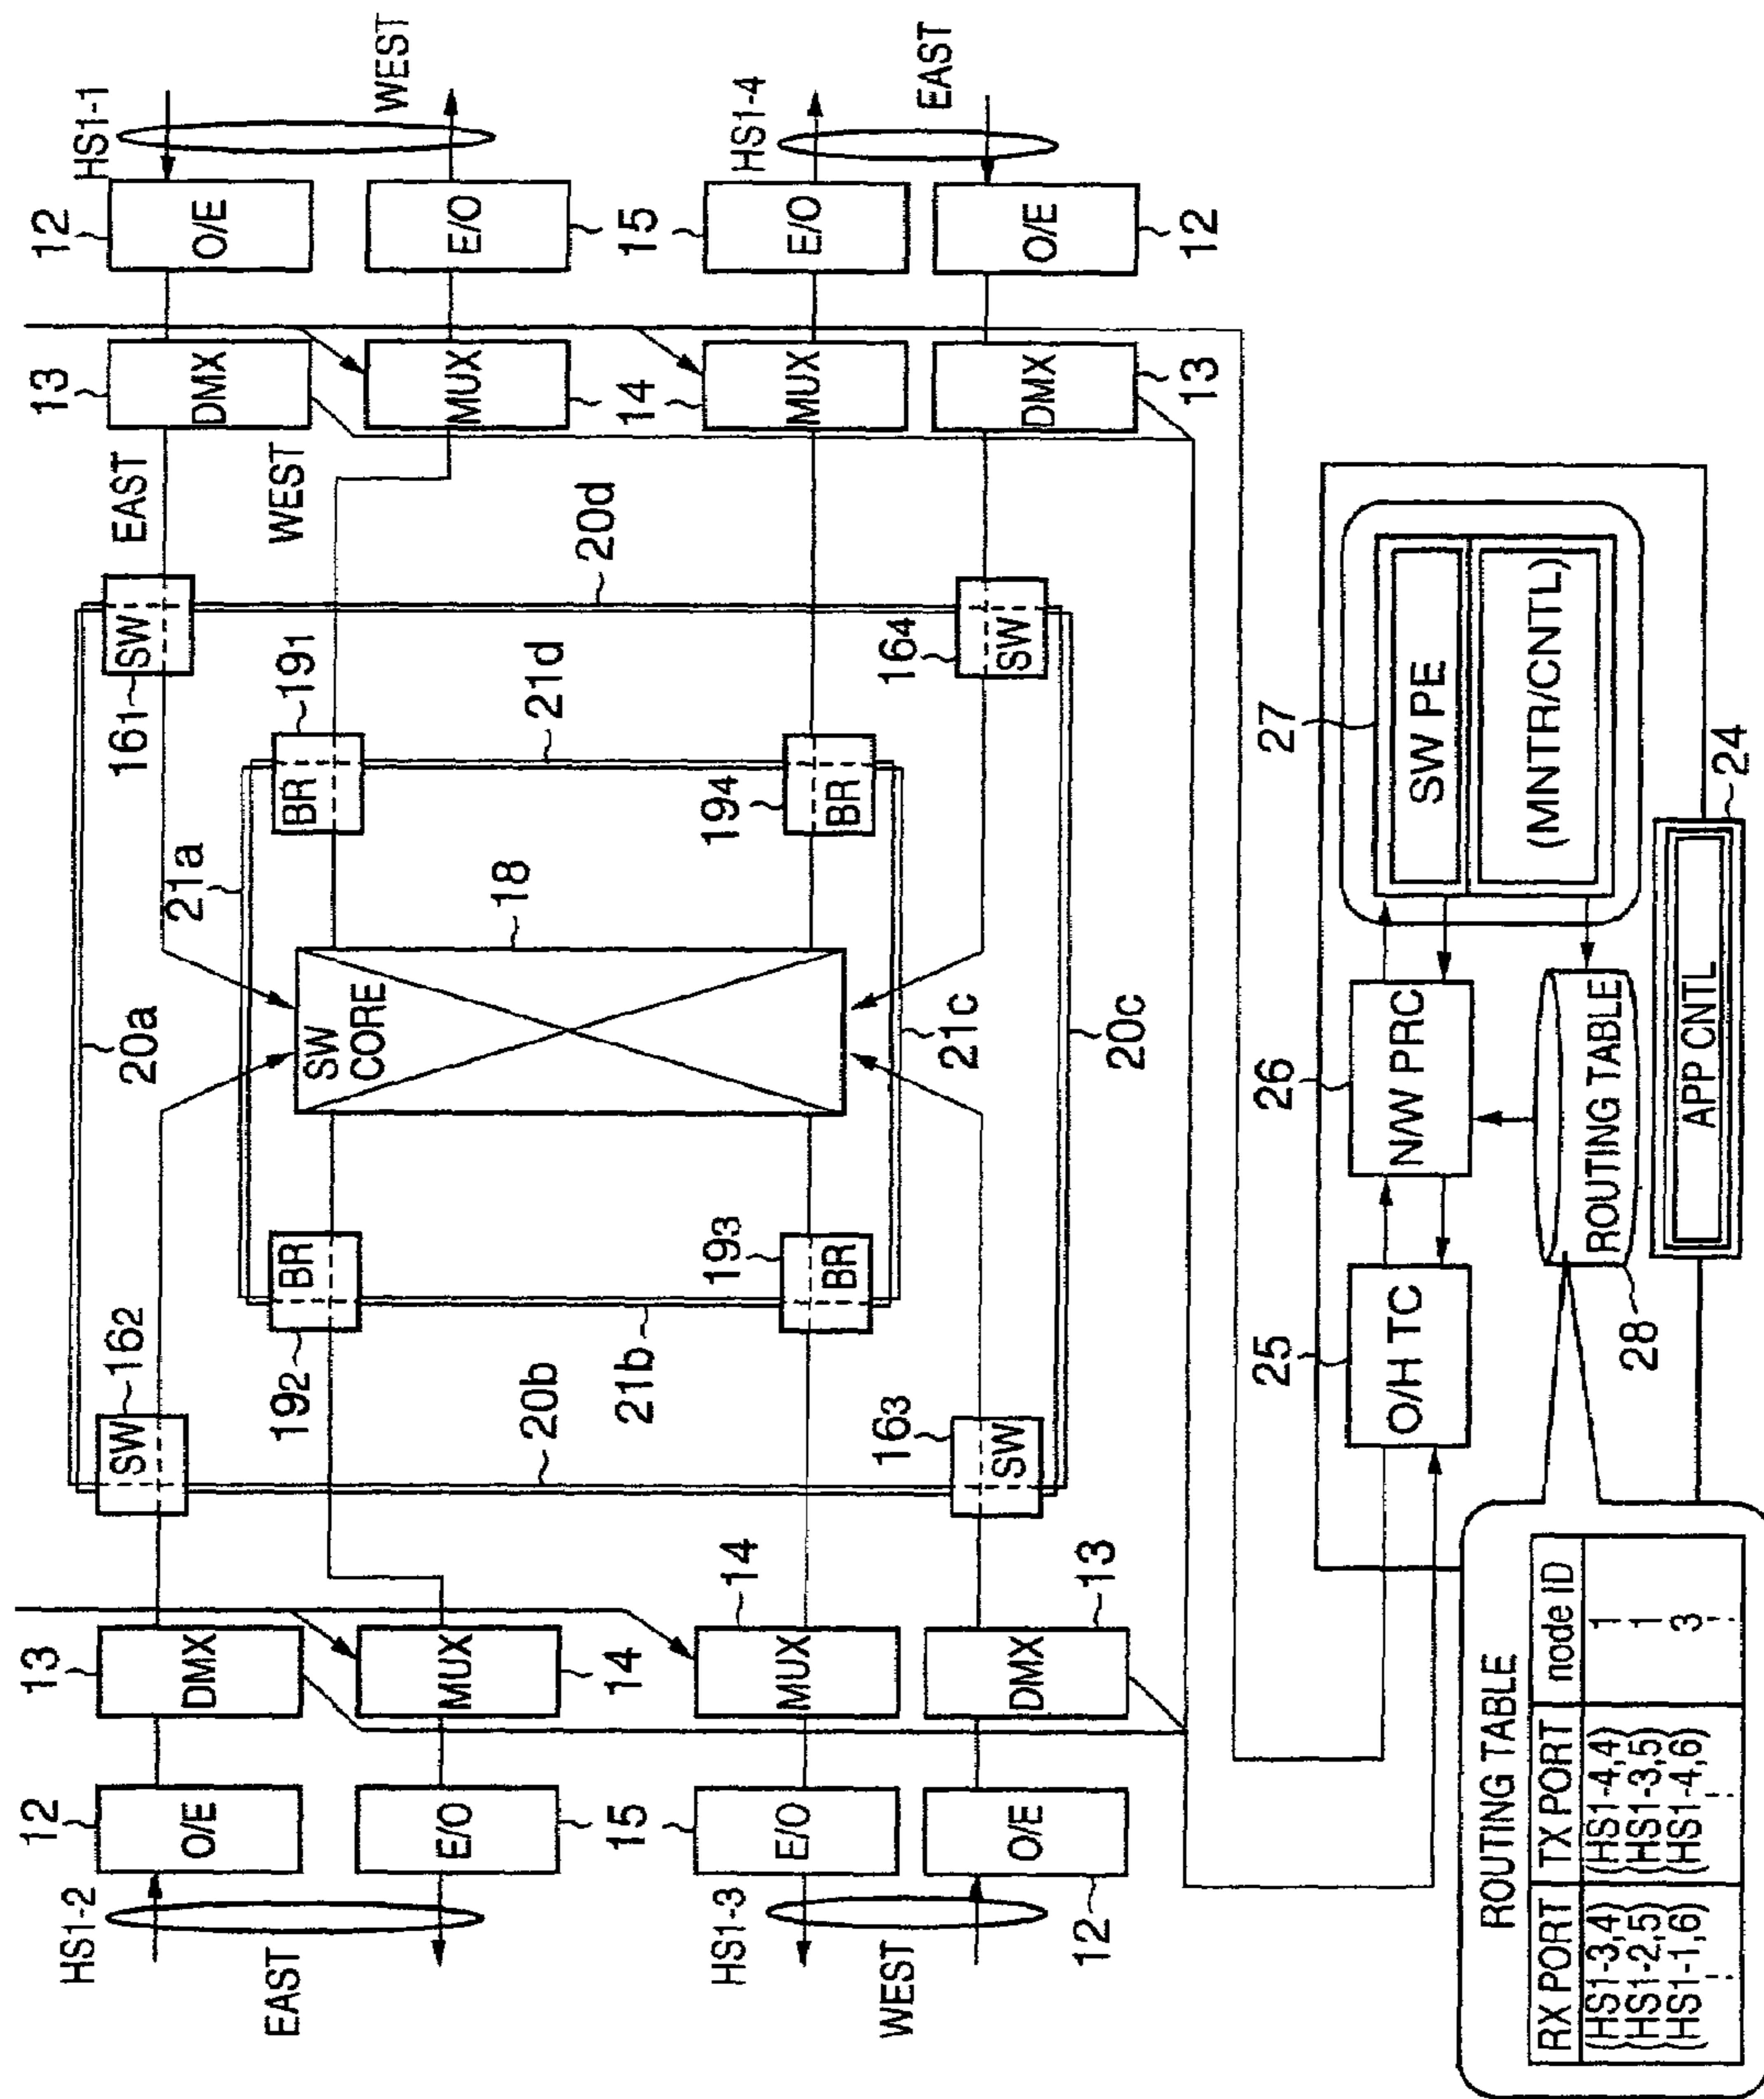 HS1-2
12
O/E
13
DMX
162
SW
20a
161
SW
EAST
13
DMX
12
O/E
HS1-1
EAST
E/O
15
MUX
14
192
BR
21a
18
SW
CORE
BR
191
WEST
MUX
14
E/O
15
WEST
20b
21b
21d
20d
HS1-3
E/O
14
MUX
193
BR
21c
194
BR
MUX
E/O
HS1-4
WEST
12
O/E
13
DMX
163
SW
20c
164
SW
DMX
13
O/E
12
EAST
25
O/H TC
26
N/W PRC
27
SW PE
(MNTR/CNTL)
28
ROUTING TABLE
24
APP CNTL
ROUTING TABLE
RX PORT TX PORT node ID
(HS1-3,4) (HS1-4,4) 1
(HS1-2,5) (HS1-3,5) 1
(HS1-1,6) (HS1-4,6) 3